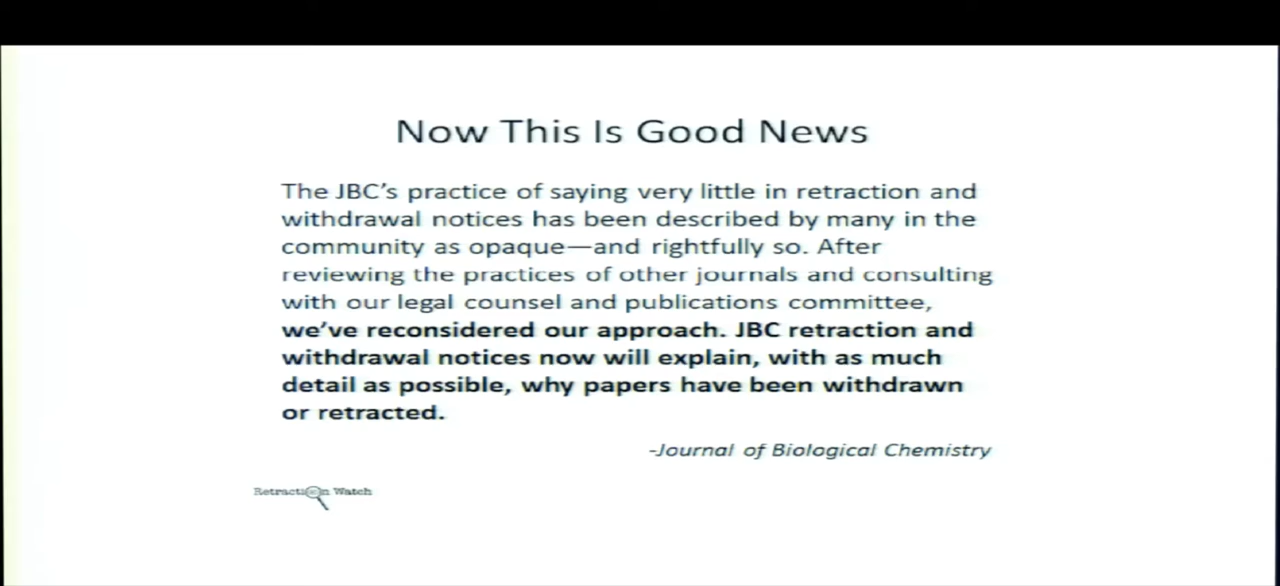 Now This Is Good News
The JBC's practice of saying very little in retraction and
withdrawal notices has been described by many in the
community as opaque—and rightfully so. After
reviewing the practices of other journals and consulting
with our legal counsel and publications committee,
we've reconsidered our approach. JBC retraction and
withdrawal notices now will explain, with as much
detail as possible, why papers have been withdrawn
or retracted.
-Journal of Biological Chemistry
Retraction Watch